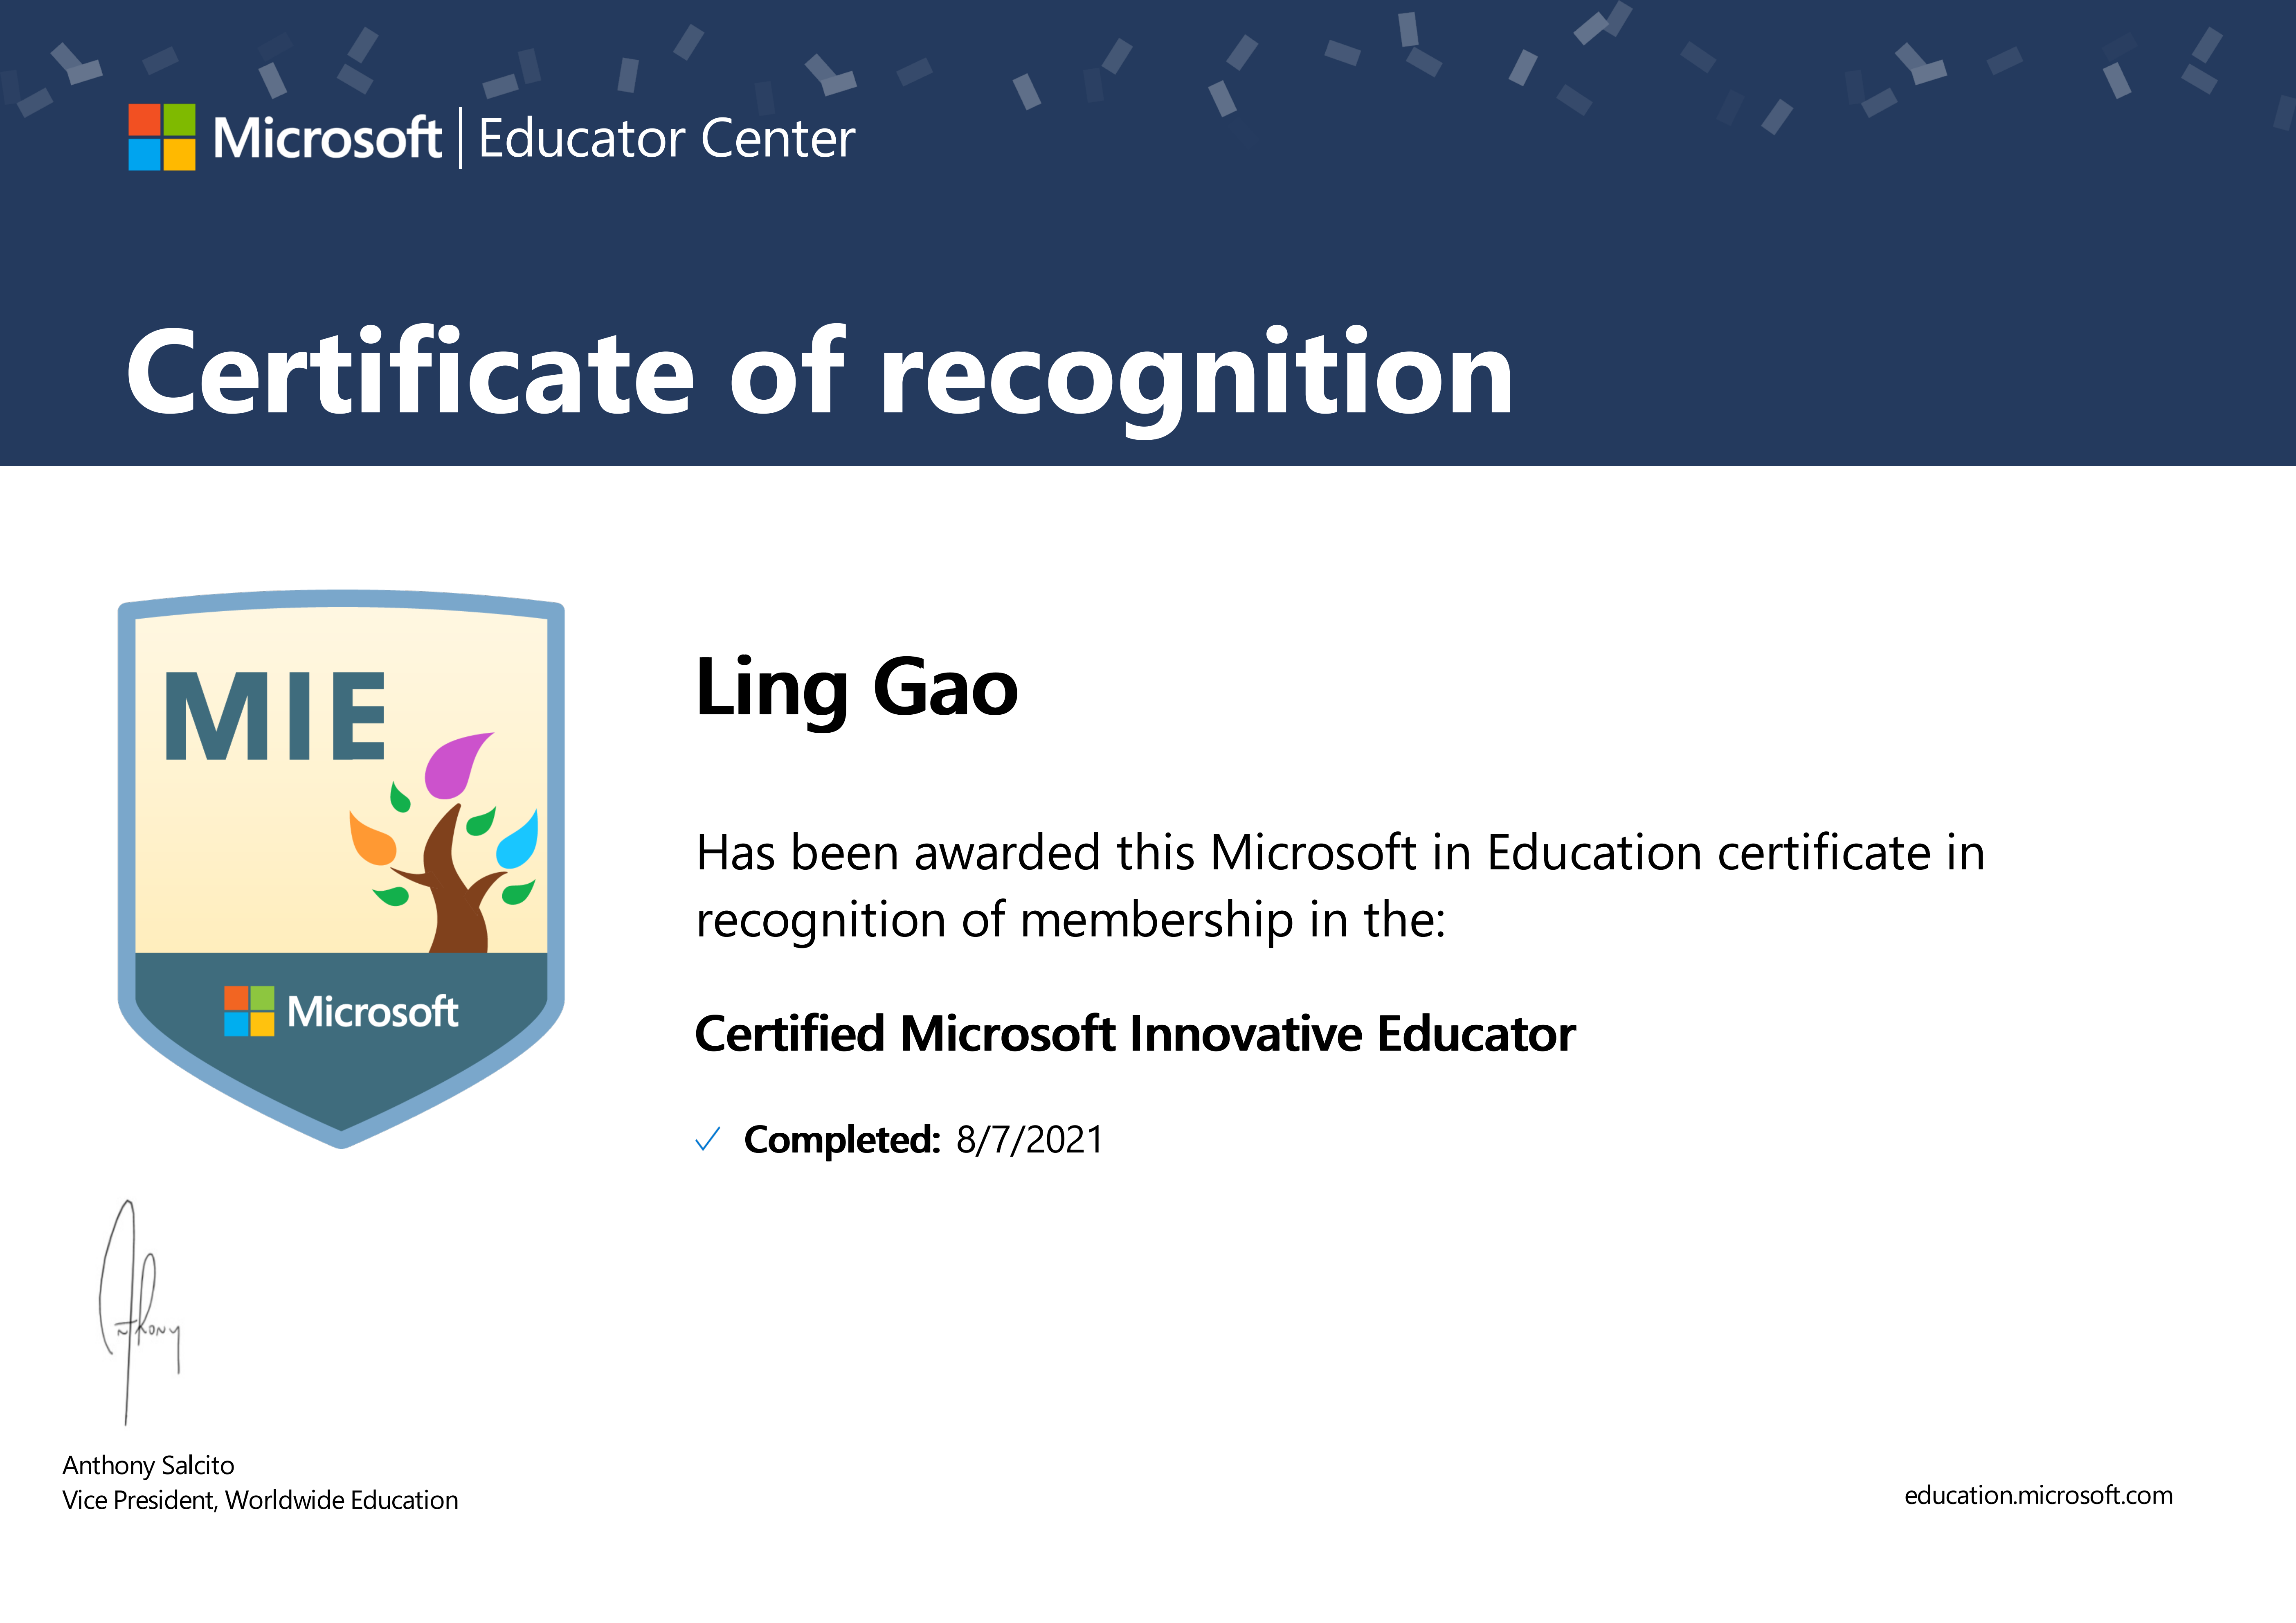 Microsoft | Educator Center
Certificate of recognition
MIE
Microsoft
Ling Gao
Has been awarded this Microsoft in Education certificate in
recognition of membership in the:
Certified Microsoft Innovative Educator
Completed: 8/7/2021
Anthony
Anthony Salcito
Vice President, Worldwide Education
education.microsoft.com